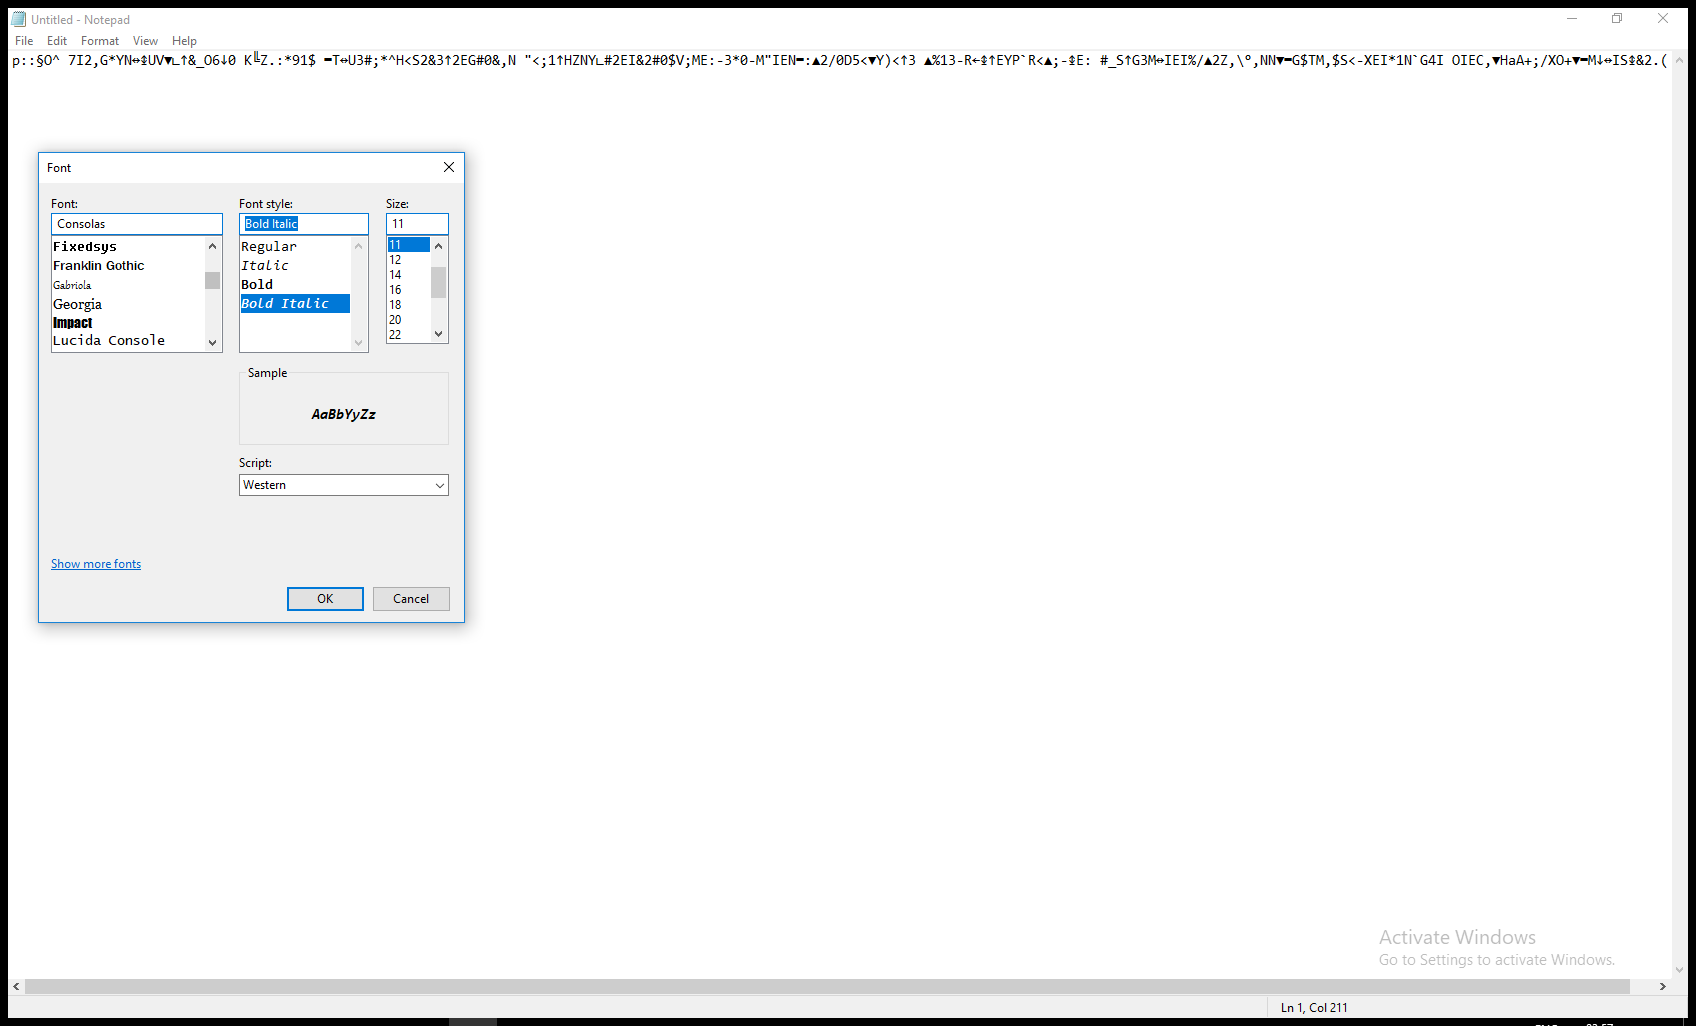 Untitled - Notepad
File Edit Format View Help
p::§O^ 7I2,G*YN↔↨UV▼∟↑&_O6↓0 K╚Z.:*91$ ━T↔U3#;*^H<S2&3↑2EG#0&,N "<;1↑HZNY∟#2EI&2#0$V;ME:-3*0-M"IEN━:▲2/0D5<▼Y)<↑3 ▲%13-R←↨↑EYP`R<▲;-↨E: #_S↑G3M↔IEI%/▲2Z,\°,NN▼━G$TM,$S<-XEI*1N`G4I OIEC,▼HaA+;/XO+▼━M↓↔IS↨&2.(
Font
Font: Font style: Size:
Consolas Bold Italic 11
Fixedsys Regular 11
Franklin Gothic Italic 12
Gabriola Bold 14
Georgia Bold Italic 16
Impact 18
Lucida Console 20
22
Sample
AaBbYyZz
Script:
Western
Show more fonts
OK Cancel
Activate Windows
Go to Settings to activate Windows.
Ln 1, Col 211